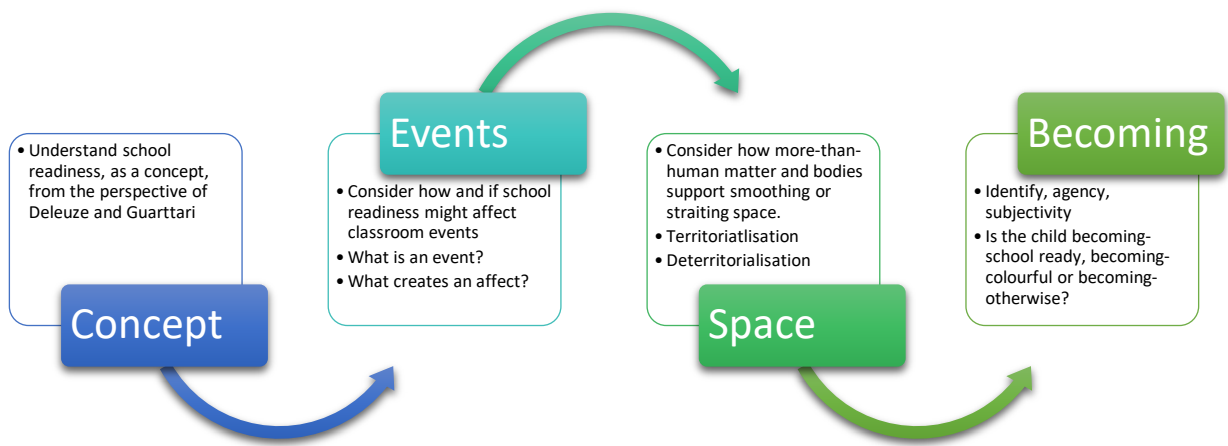 Concept
• Understand school
readiness, as a concept,
from the perspective of
Deleuze and Guarttari
Events
• Consider how and if school
readiness might affect
classroom events
• What is an event?
• What creates an affect?
Space
• Consider how more-than-
human matter and bodies
support smoothing or
straiting space.
• Territoriatlisation
• Deterritorialisation
Becoming
• Identify, agency,
subjectivity
• Is the child becoming-
school ready, becoming-
colourful or becoming-
otherwise?